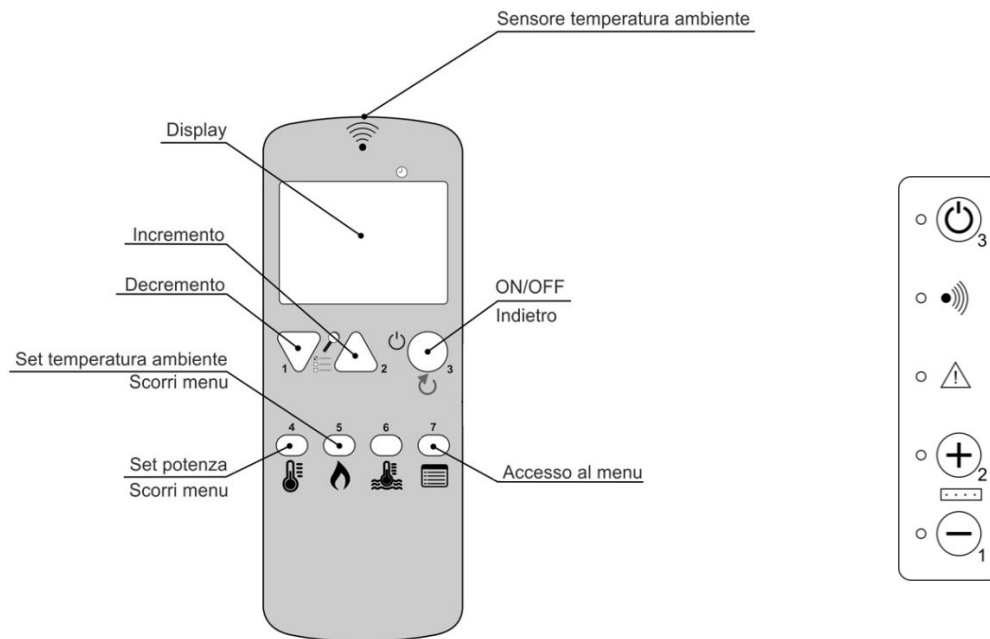 Sensore temperatura ambiente
Display
Incremento
Decremento
ON/OFF
Indietro
1
2
3
Set temperatura ambiente
Scorri menu
4
5
6
7
Set potenza
Scorri menu
Accesso al menu
3
2
1